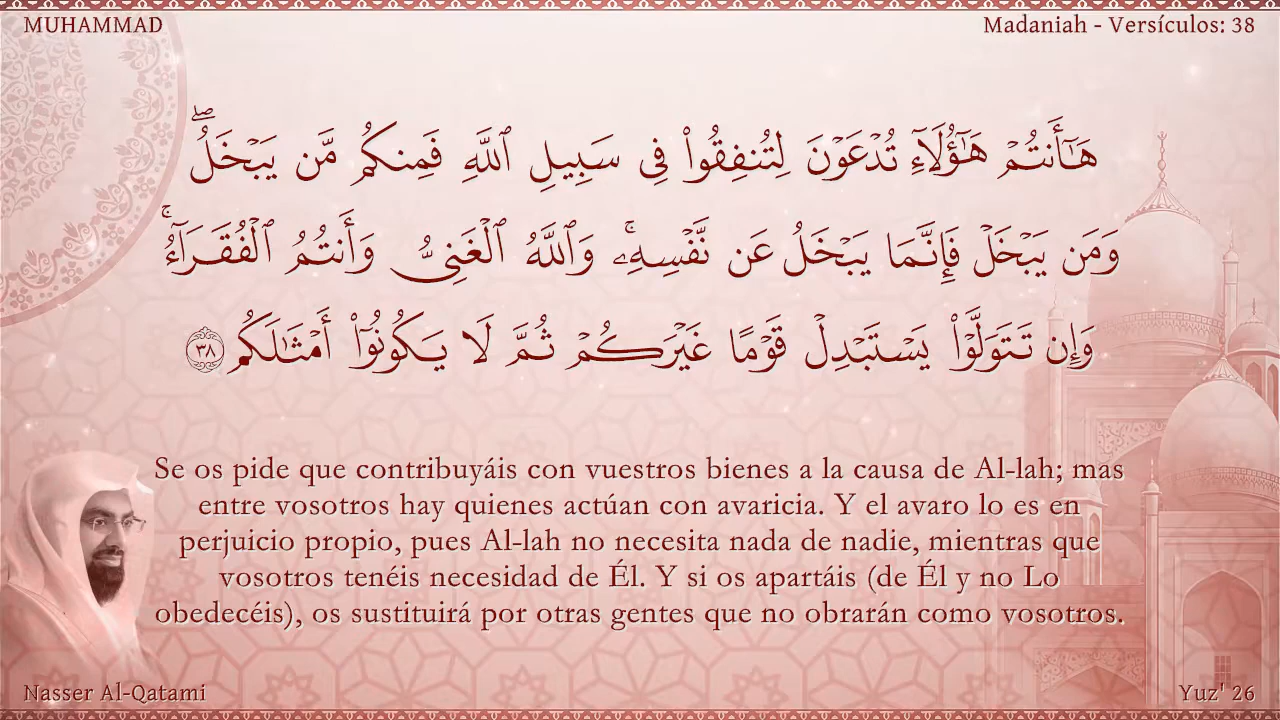 MUHAMMAD
Madaniah - Versículos: 38
هَـٰٓأَنتُمْ هَـٰٓؤُلَآءِ تُدْعَوْنَ لِتُنفِقُوا۟ فِى سَبِيلِ ٱللَّهِ فَمِنكُم مَّن يَبْخَلُ ۖ
وَمَن يَبْخَلْ فَإِنَّمَا يَبْخَلُ عَن نَّفْسِهِۦ ۚ وَٱللَّهُ ٱلْغَنِىُّ وَأَنتُمُ ٱلْفُقَرَآءُ ۚ
وَإِن تَتَوَلَّوْا۟ يَسْتَبْدِلْ قَوْمًا غَيْرَكُمْ ثُمَّ لَا يَكُونُوٓا۟ أَمْثَـٰلَكُم ٣٨
Se os pide que contribuyáis con vuestros bienes a la causa de Al-lah; mas
entre vosotros hay quienes actúan con avaricia. Y el avaro lo es en
perjuicio propio, pues Al-lah no necesita nada de nadie, mientras que
vosotros tenéis necesidad de Él. Y si os apartáis (de Él y no Lo
obedecéis), os sustituirá por otras gentes que no obrarán como vosotros.
Nasser Al-Qatami
Yuz' 26